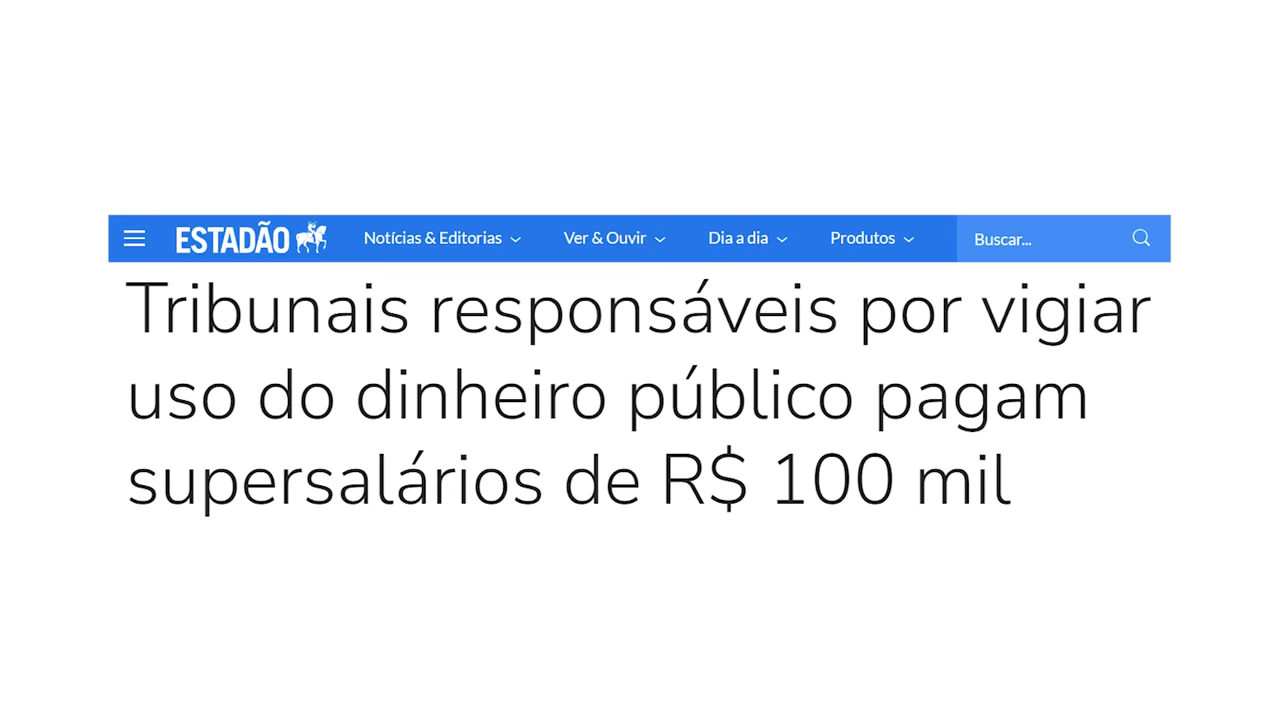 ESTADÃO Notícias & Editorias Ver & Ouvir Dia a dia Produtos Buscar...
Tribunais responsáveis por vigiar
uso do dinheiro público pagam
supersalários de R$ 100 mil